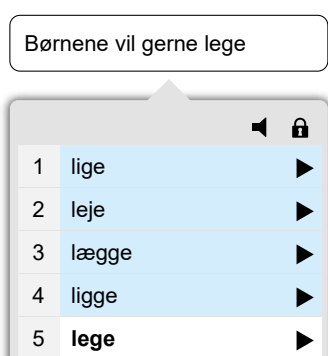 Børnene vil gerne lege
1 lige
2 leje
3 lægge
4 ligge
5 lege